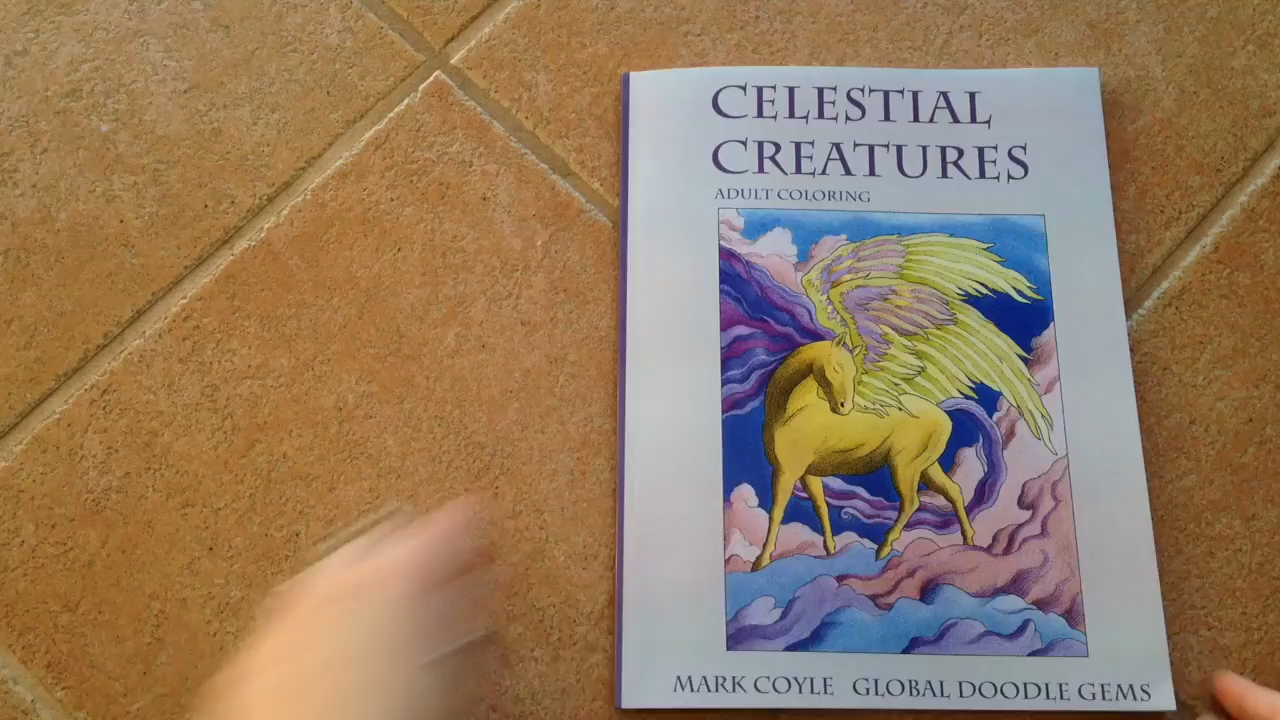 CELESTIAL
CREATURES
ADULT COLORING
MARK COYLE GLOBAL DOODLE GEMS